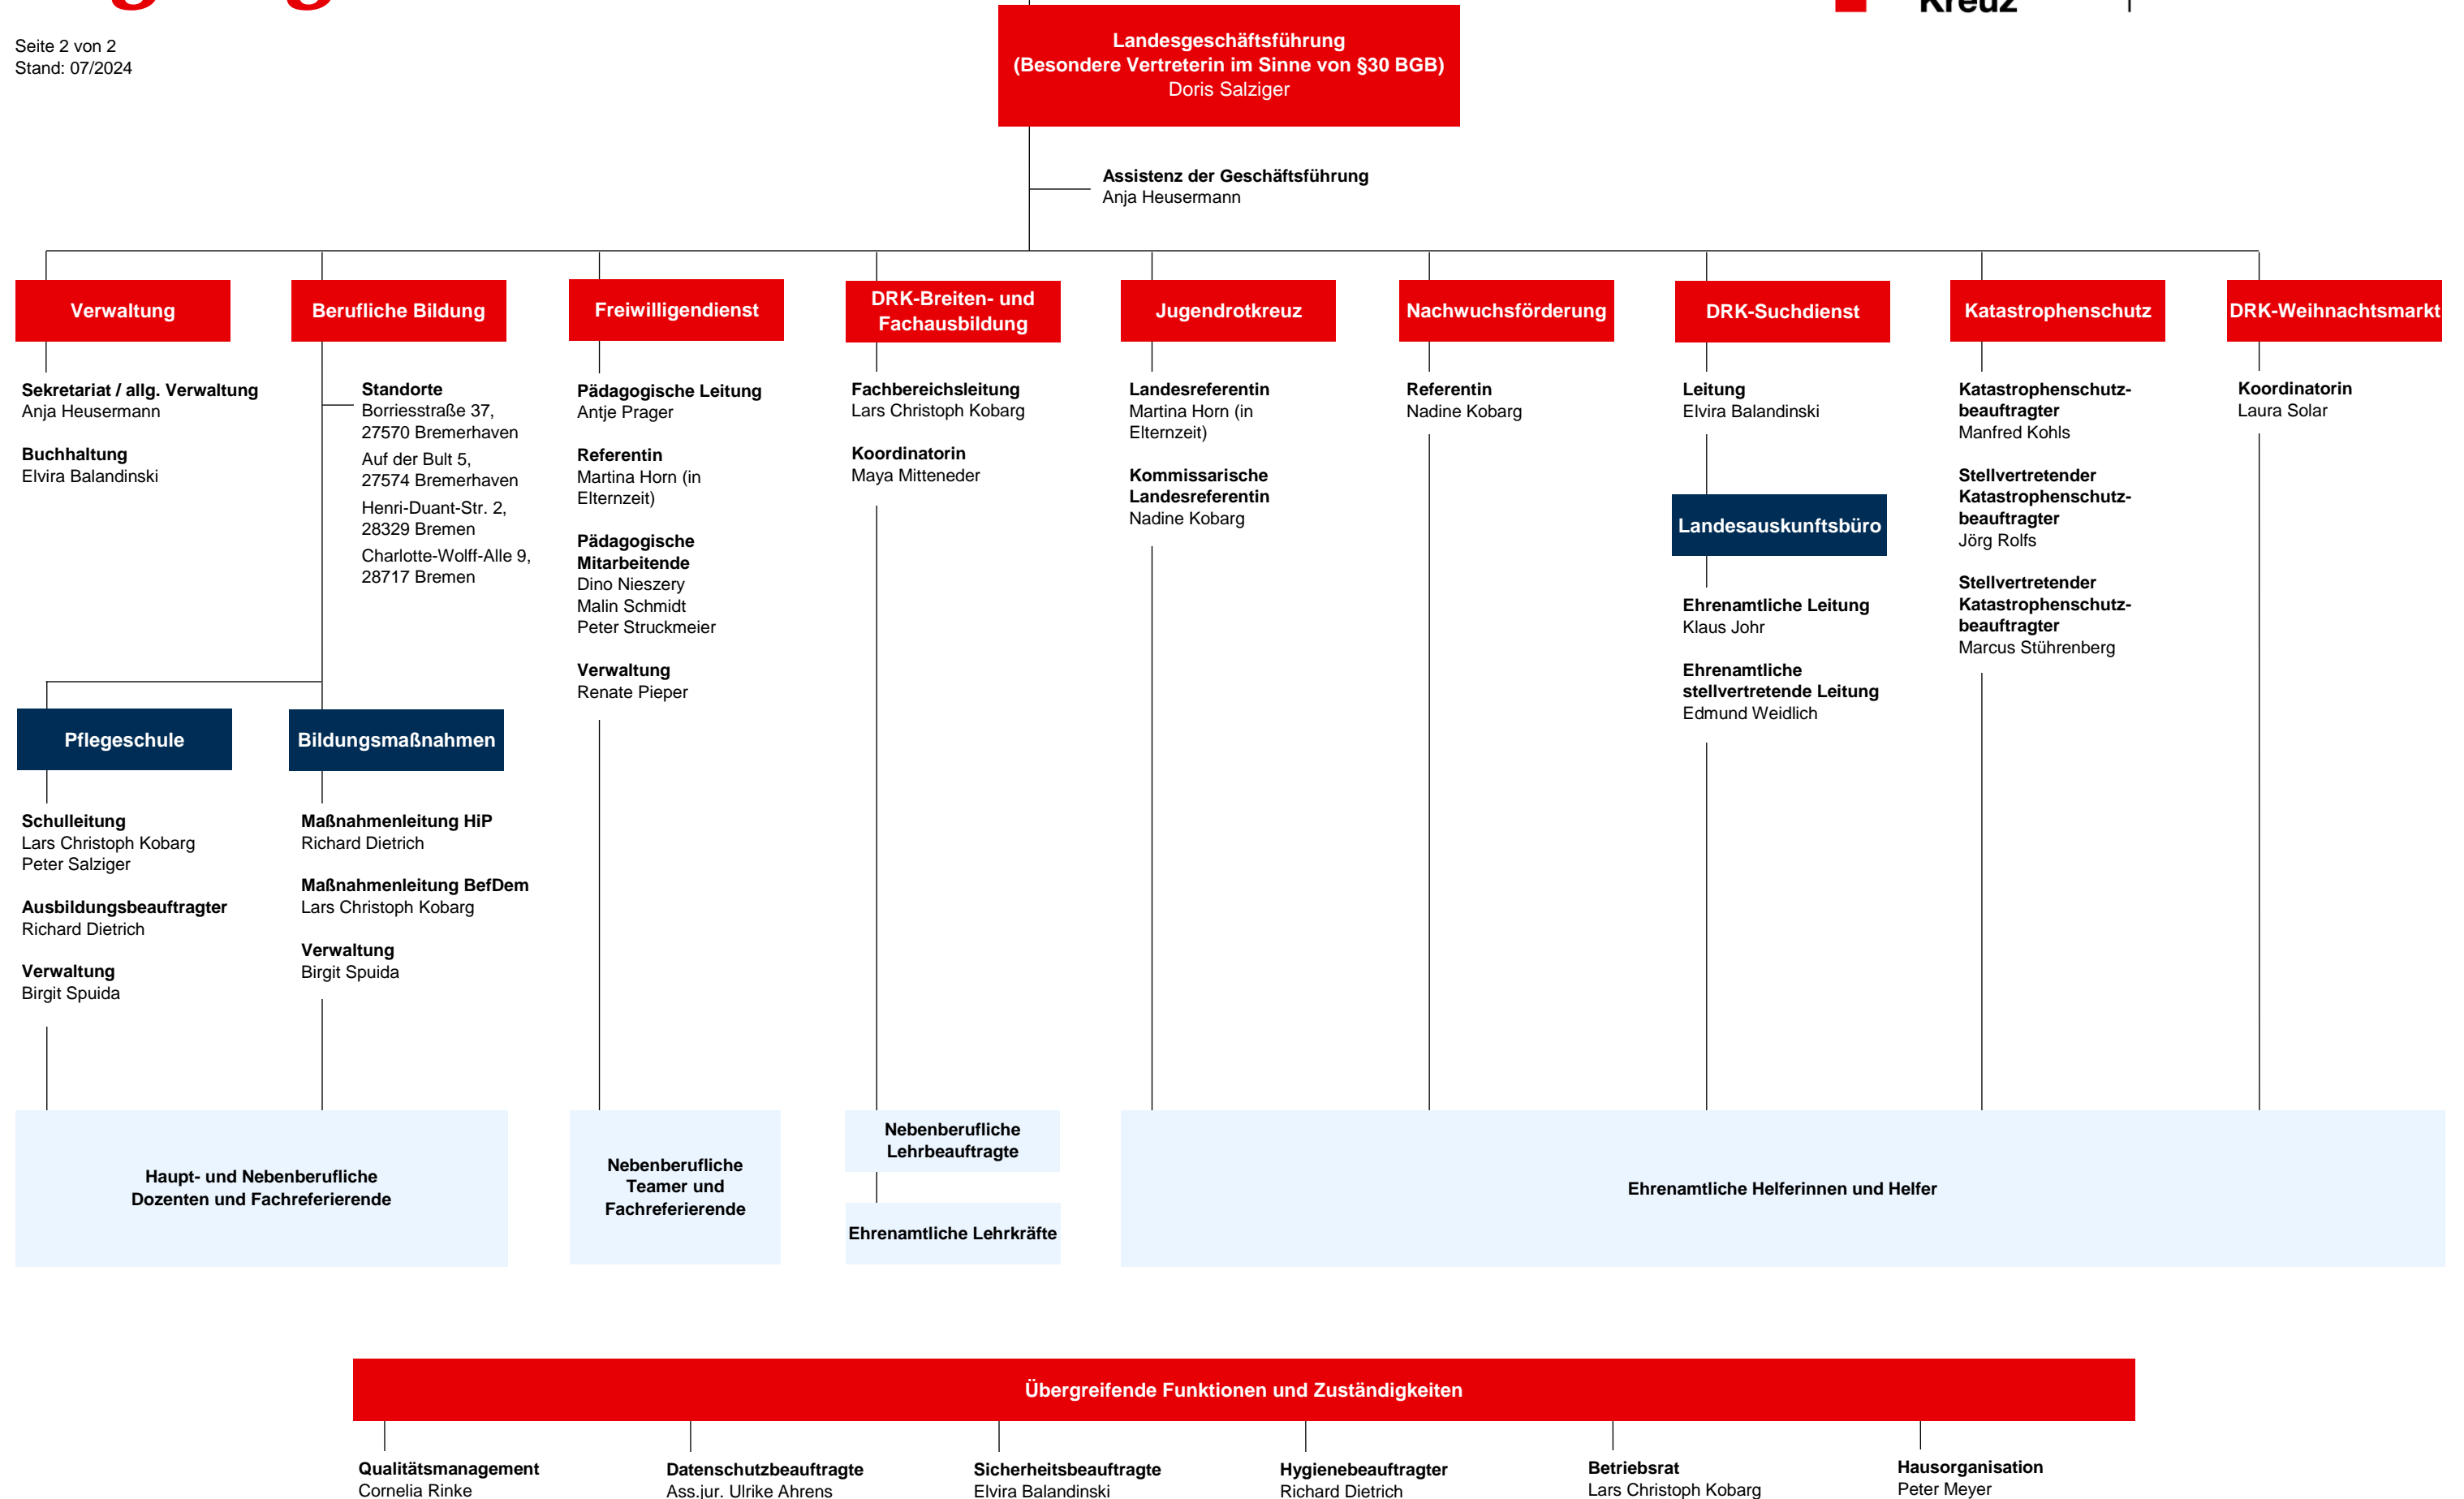 Kreuz
Seite 2 von 2
Stand: 07/2024
Landesgeschäftsführung
(Besondere Vertreterin im Sinne von §30 BGB)
Doris Salziger
Assistenz der Geschäftsführung
Anja Heusermann
Verwaltung
Sekretariat / allg. Verwaltung
Anja Heusermann
Buchhaltung
Elvira Balandinski
Berufliche Bildung
Standorte
Borriesstraße 37,
27570 Bremerhaven
Auf der Bult 5,
27574 Bremerhaven
Henri-Duant-Str. 2,
28329 Bremen
Charlotte-Wolff-Alle 9,
28717 Bremen
Pflegeschule
Schulleitung
Lars Christoph Kobarg
Peter Salziger
Ausbildungsbeauftragter
Richard Dietrich
Verwaltung
Birgit Spuida
Bildungsmaßnahmen
Maßnahmenleitung HiP
Richard Dietrich
Maßnahmenleitung BefDem
Lars Christoph Kobarg
Verwaltung
Birgit Spuida
Haupt- und Nebenberufliche
Dozenten und Fachreferierende
Freiwilligendienst
Pädagogische Leitung
Antje Prager
Referentin
Martina Horn (in
Elternzeit)
Pädagogische
Mitarbeitende
Dino Nieszery
Malin Schmidt
Peter Struckmeier
Verwaltung
Renate Pieper
Nebenberufliche
Teamer und
Fachreferierende
DRK-Breiten- und
Fachausbildung
Fachbereichsleitung
Lars Christoph Kobarg
Koordinatorin
Maya Mitteneder
Nebenberufliche
Lehrbeauftragte
Ehrenamtliche Lehrkräfte
Jugendrotkreuz
Landesreferentin
Martina Horn (in
Elternzeit)
Kommissarische
Landesreferentin
Nadine Kobarg
Nachwuchsförderung
Referentin
Nadine Kobarg
DRK-Suchdienst
Leitung
Elvira Balandinski
Landesauskunftsbüro
Ehrenamtliche Leitung
Klaus Johr
Ehrenamtliche
stellvertretende Leitung
Edmund Weidlich
Katastrophenschutz
Katastrophenschutz-
beauftragter
Manfred Kohls
Stellvertretender
Katastrophenschutz-
beauftragter
Jörg Rolfs
Stellvertretender
Katastrophenschutz-
beauftragter
Marcus Stührenberg
DRK-Weihnachtsmarkt
Koordinatorin
Laura Solar
Ehrenamtliche Helferinnen und Helfer
Übergreifende Funktionen und Zuständigkeiten
Qualitätsmanagement
Cornelia Rinke
Datenschutzbeauftragte
Ass.jur. Ulrike Ahrens
Sicherheitsbeauftragte
Elvira Balandinski
Hygienebeauftragter
Richard Dietrich
Betriebsrat
Lars Christoph Kobarg
Hausorganisation
Peter Meyer